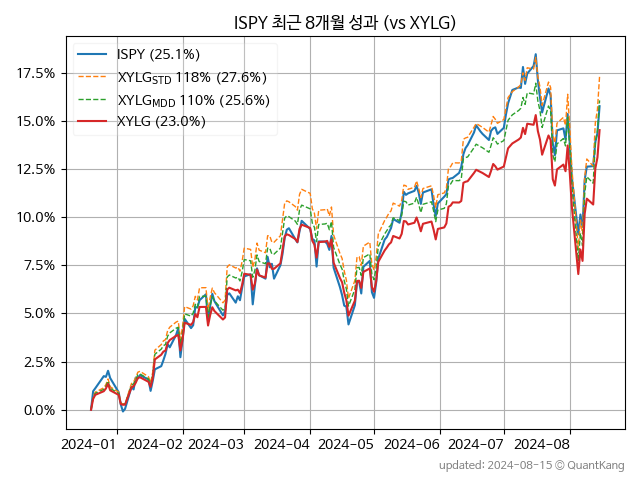 ISPY 최근 8개월 성과 (vs XYLG)
ISPY (25.1%)
XYLG_STD 118% (27.6%)
XYLG_MDD 110% (25.6%)
XYLG (23.0%)
17.5%
15.0%
12.5%
10.0%
7.5%
5.0%
2.5%
0.0%
2024-01 2024-02 2024-03 2024-04 2024-05 2024-06 2024-07 2024-08
updated: 2024-08-15 © QuantKang